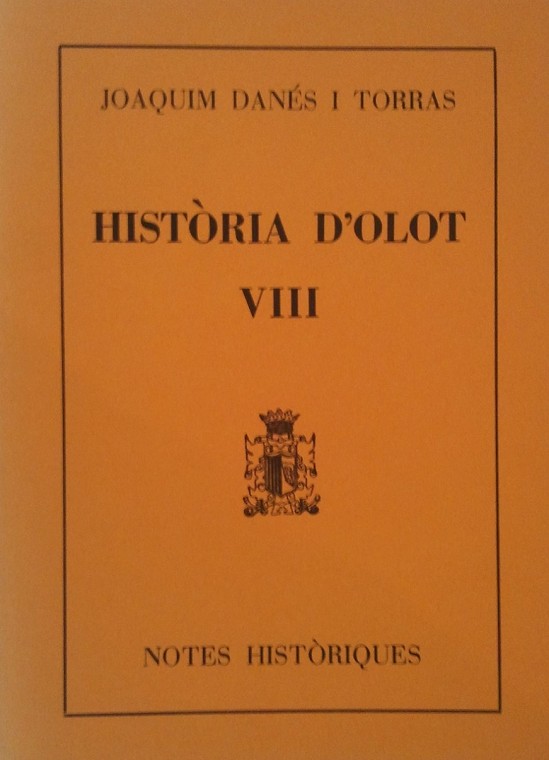 JOAQUIM DANÉS I TORRAS
HISTÒRIA D'OLOT
VIII
NOTES HISTÒRIQUES